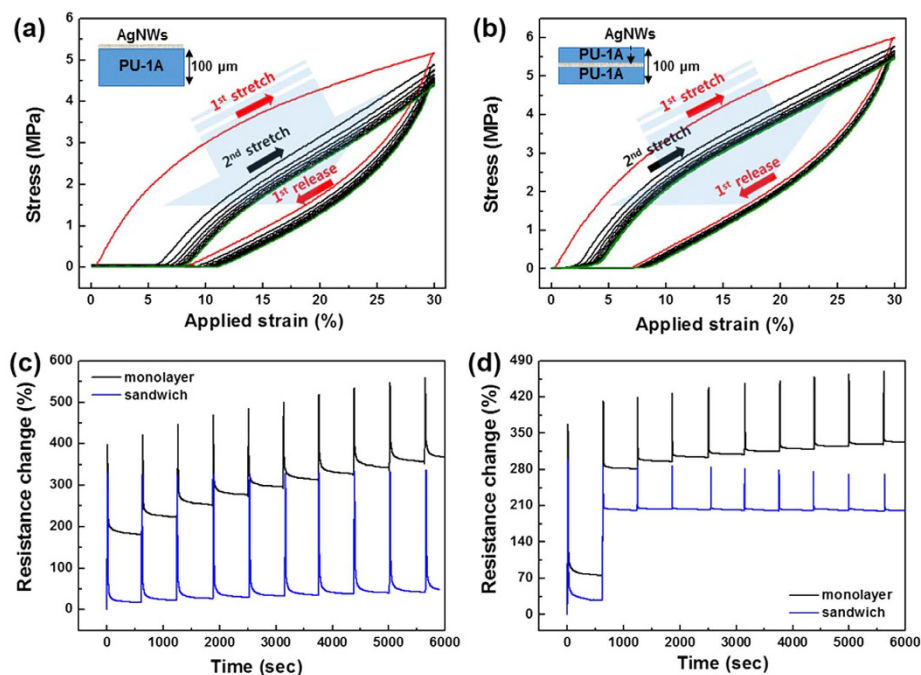 (a)
AgNWs
PU-1A
100 µm
1st stretch
2nd stretch
1st release
Stress (MPa)
6
5
4
3
2
1
0
0
5
10
15
20
25
30
Applied strain (%)
(b)
AgNWs
PU-1A
PU-1A
100 µm
1st stretch
2nd stretch
1st release
Stress (MPa)
6
5
4
3
2
1
0
0
5
10
15
20
25
30
Applied strain (%)
(c)
monolayer
sandwich
Resistance change (%)
600
500
400
300
200
100
0
0
1000
2000
3000
4000
5000
6000
Time (sec)
(d)
monolayer
sandwich
Resistance change (%)
490
420
350
280
210
140
70
0
0
1000
2000
3000
4000
5000
6000
Time (sec)